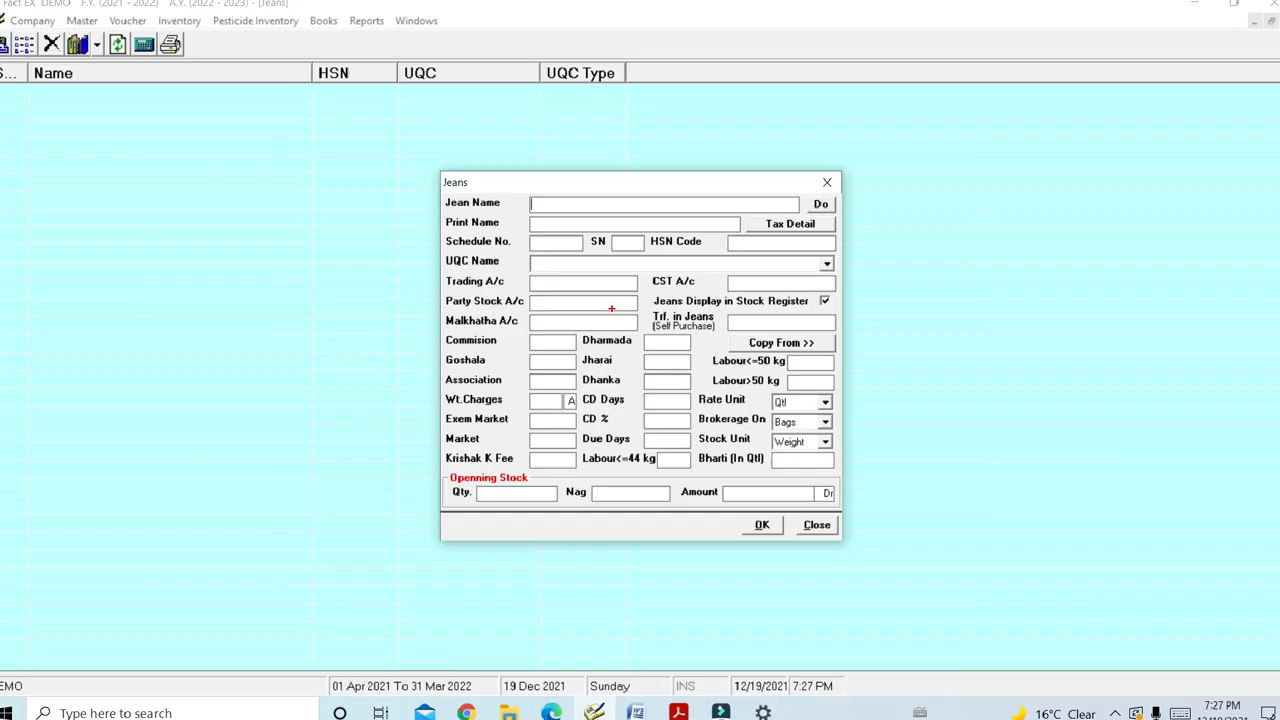 Fact EX DEMO F.Y. (2021 - 2022) A.Y. (2022 - 2023) - [Jeans]
Company Master Voucher Inventory Pesticide Inventory Books Reports Windows
S... Name HSN UQC UQC Type
Jeans
Jean Name Do
Print Name Tax Detail
Schedule No. SN HSN Code
UQC Name
Trading A/c CST A/c
Party Stock A/c Jeans Display in Stock Register
Malkhatha A/c Trf. in Jeans
(Self Purchase)
Commision Dharmada Copy From >>
Goshala Jharai Labour<=50 kg
Association Dhanka Labour>50 kg
Wt.Charges A CD Days Rate Unit Qtl
Exem Market CD % Brokerage On Bags
Market Due Days Stock Unit Weight
Krishak K Fee Labour<=44 kg Bharti (In Qtl)
Openning Stock
Qty. Nag Amount Dr
OK Close
EMO 01 Apr 2021 To 31 Mar 2022 19 Dec 2021 Sunday INS 12/19/2021 7:27 PM
Type here to search 16°C Clear 7:27 PM